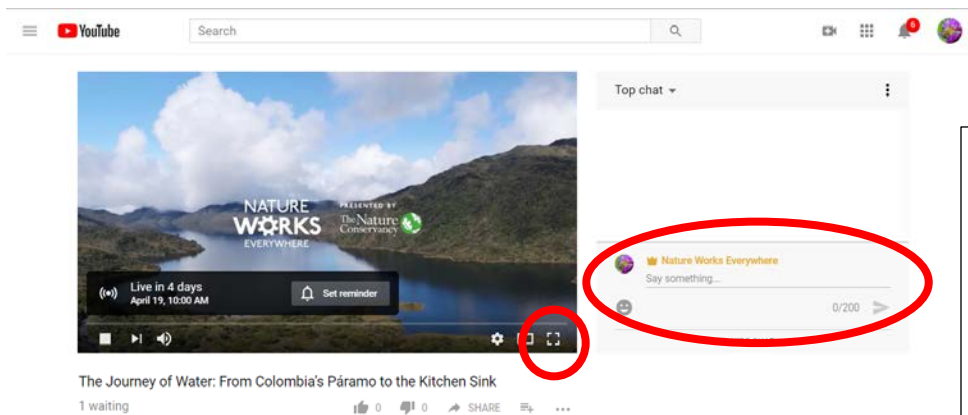 YouTube
Search
6
Top chat
NATURE
WORKS
EVERYWHERE
PRESENTED BY
The Nature
Conservancy
Nature Works Everywhere
Say something...
Live in 4 days
April 19, 10:00 AM
Set reminder
0/200
The Journey of Water: From Colombia's Páramo to the Kitchen Sink
1 waiting
0
0
SHARE